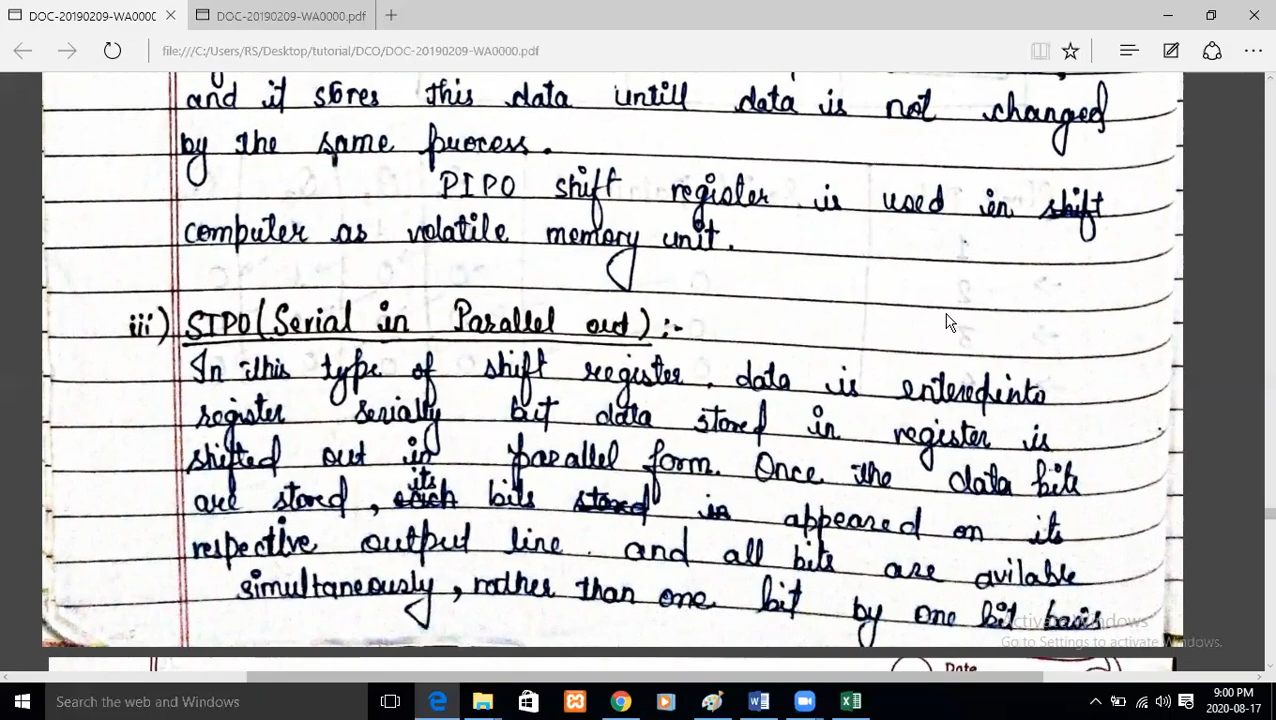 DOC-20190209-WA0000
DOC-20190209-WA0000.pdf
file:///C:/Users/RS/Desktop/tutorial/DCO/DOC-20190209-WA0000.pdf
and it stores this data untill data is not changed
by the same process.
PIPO shift register is used in shift
computer as volatile memory unit.
iii) SIPO (Serial in Parallel out) :-
In this type of shift register, data is entered into
register serially but data stored in register is
shifted out in parallel form. Once the data bits
are stored, each its bits stored is appeared on its
respective output line and all bits are avilable
simultaneously, rather than one bit by one bit basis
Activate Windows
Go to Settings to activate Windows.
Date
Search the web and Windows
9:00 PM
2020-08-17